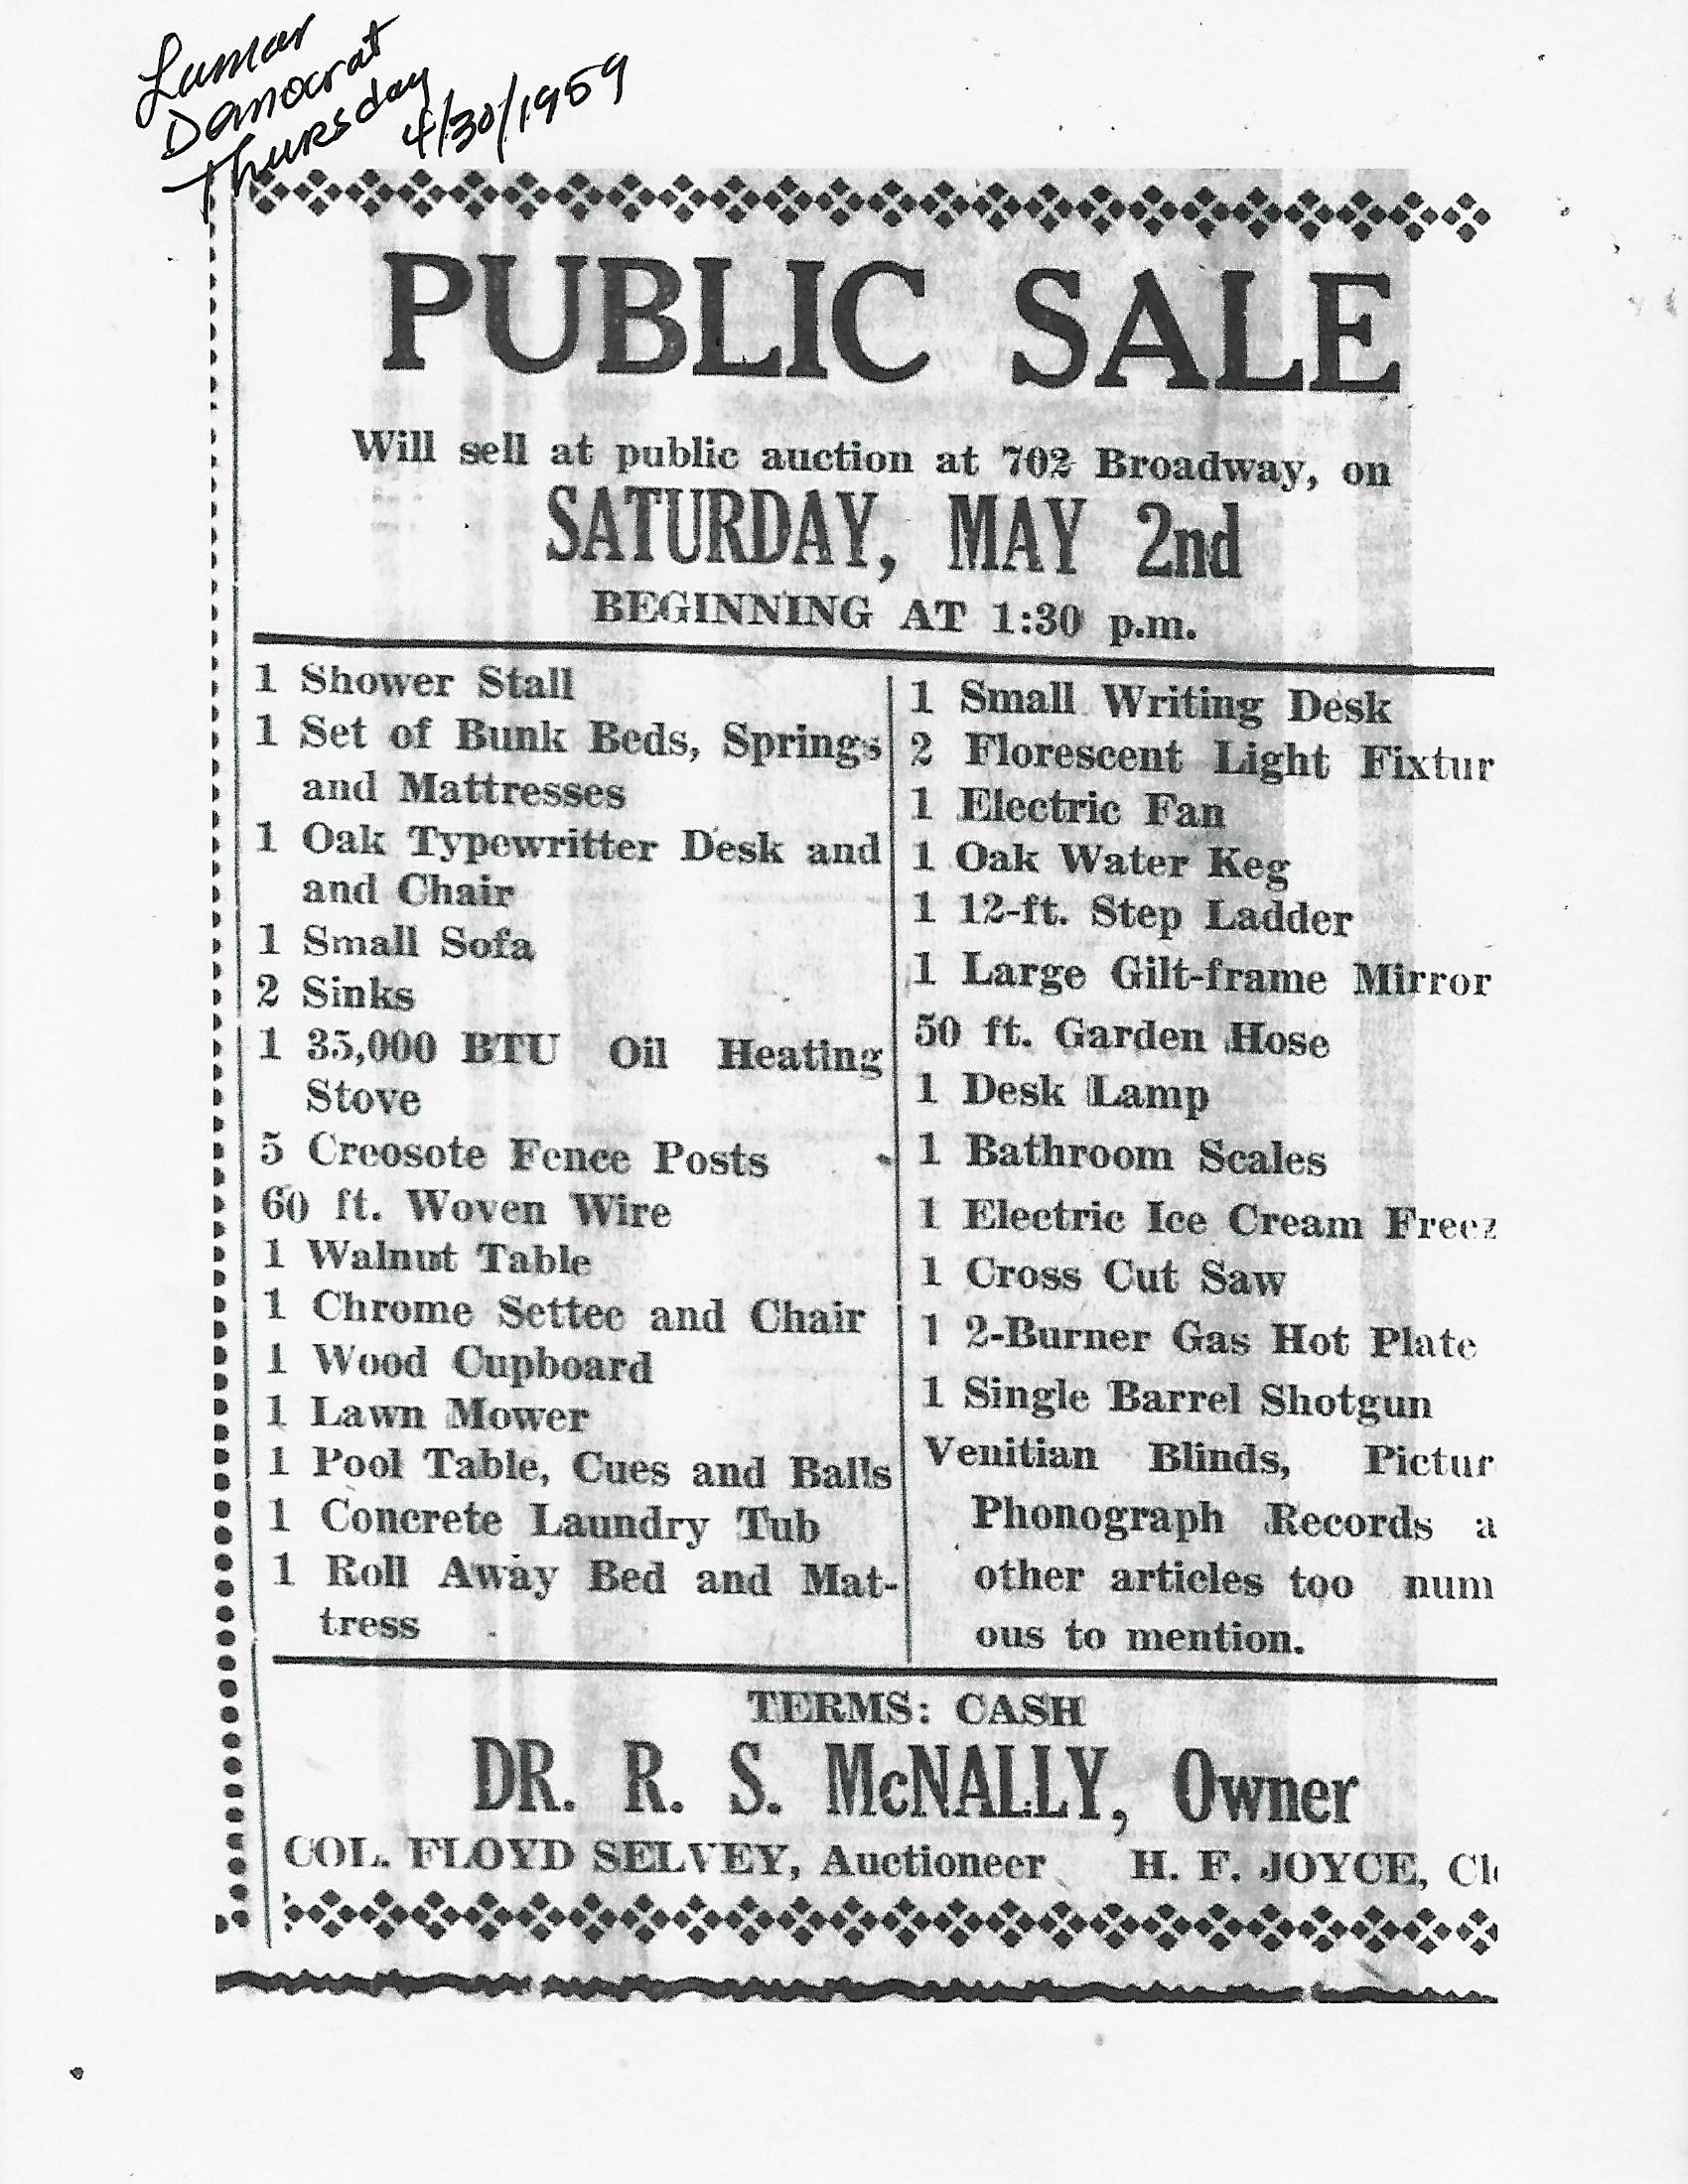 Lamar
Democrat
Thursday
4/30/1959
PUBLIC SALE
Will sell at public auction at 702 Broadway, on
SATURDAY, MAY 2nd
BEGINNING AT 1:30 p.m.
1 Shower Stall
1 Set of Bunk Beds, Springs
and Mattresses
1 Oak Typewritter Desk and
and Chair
1 Small Sofa
2 Sinks
1 35,000 BTU Oil Heating
Stove
5 Creosote Fence Posts
60 ft. Woven Wire
1 Walnut Table
1 Chrome Settee and Chair
1 Wood Cupboard
1 Lawn Mower
1 Pool Table, Cues and Balls
1 Concrete Laundry Tub
1 Roll Away Bed and Mat-
tress
1 Small Writing Desk
2 Florescent Light Fixtur
1 Electric Fan
1 Oak Water Keg
1 12-ft. Step Ladder
1 Large Gilt-frame Mirror
50 ft. Garden Hose
1 Desk Lamp
1 Bathroom Scales
1 Electric Ice Cream Freez
1 Cross Cut Saw
1 2-Burner Gas Hot Plate
1 Single Barrel Shotgun
Venitian Blinds, Pictur
Phonograph Records a
other articles too num
ous to mention.
TERMS: CASH
DR. R. S. McNALLY, Owner
COL. FLOYD SELVEY, Auctioneer H. F. JOYCE, Cl